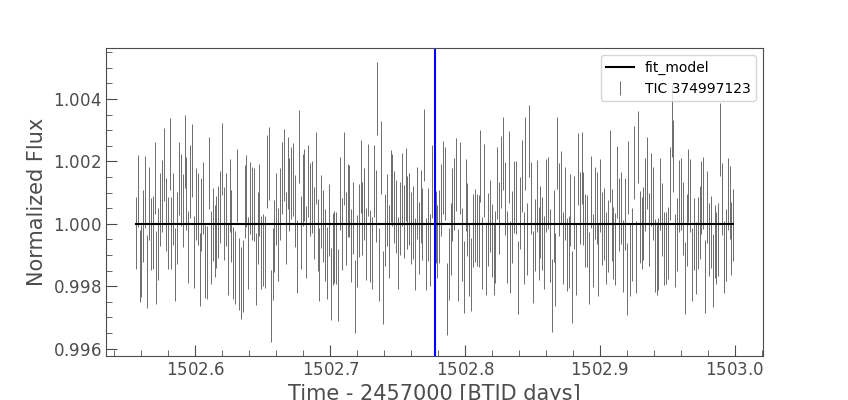 fit_model
TIC 374997123
Normalized Flux
1.004
1.002
1.000
0.998
0.996
1502.6 1502.7 1502.8 1502.9 1503.0
Time - 2457000 [BTJD days]